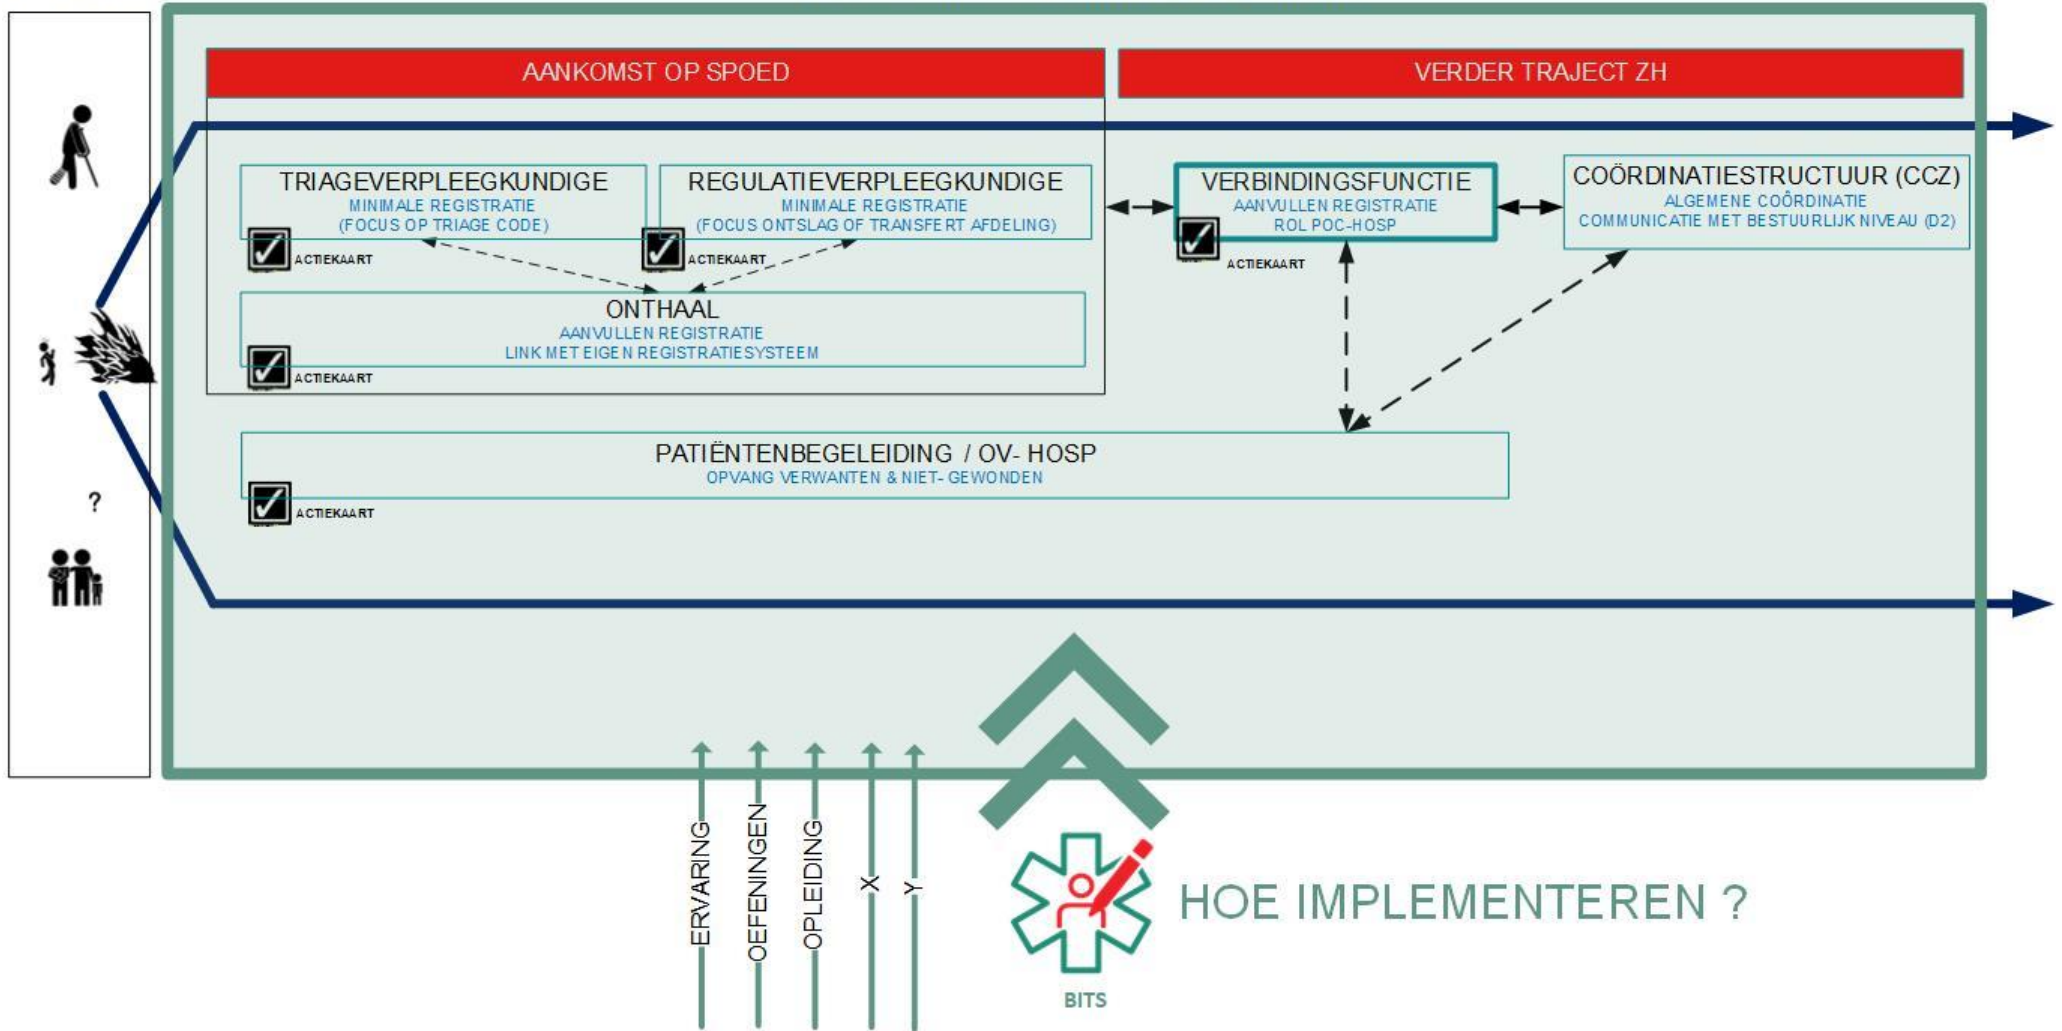 AANKOMST OP SPOED
VERDER TRAJECT ZH
TRIAGEVERPLEEGKUNDIGE
MINIMALE REGISTRATIE
(FOCUS OP TRIAGE CODE)
ACTIEKAART
REGULATIEVERPLEEGKUNDIGE
MINIMALE REGISTRATIE
(FOCUS ONTSLAG OF TRANSFERT AFDELING)
ACTIEKAART
VERBINDINGSFUNCTIE
AANVULLEN REGISTRATIE
ROL POC-HOSP
ACTIEKAART
COÖRDINATIESTRUCTUUR (CCZ)
ALGEMENE COÔRDINATIE
COMMUNICATIE MET BESTUURLIJK NIVEAU (D2)
ONTHAAL
AANVULLEN REGISTRATIE
LINK MET EIGEN REGISTRATIESYSTEEM
ACTIEKAART
PATIËNTENBEGELEIDING / OV- HOSP
OPVANG VERWANTEN & NIET- GEWONDEN
ACTIEKAART
?
ERVARING
OEFENINGEN
OPLEIDING
X
Y
HOE IMPLEMENTEREN ?
BITS